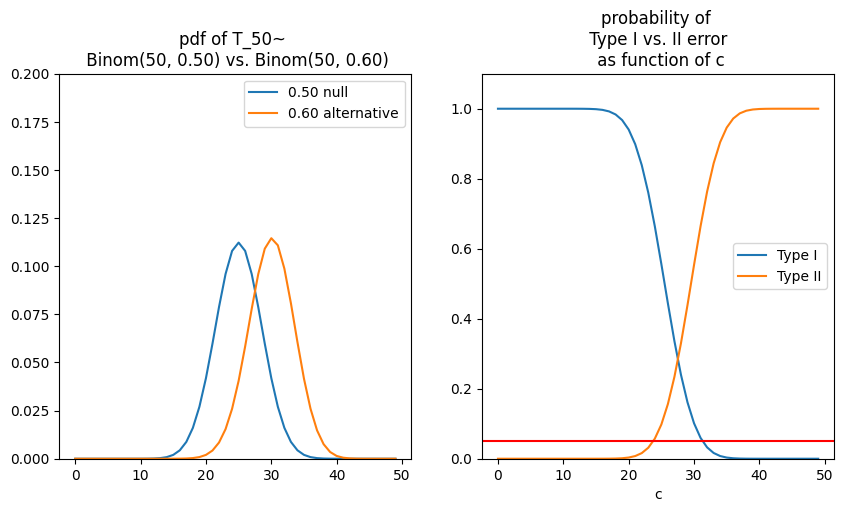 pdf of T_50~
Binom(50, 0.50) vs. Binom(50, 0.60)
0.200
0.175
0.150
0.125
0.100
0.075
0.050
0.025
0.000
0
10
20
30
40
50
0.50 null
0.60 alternative
probability of
Type I vs. II error
as function of c
1.0
0.8
0.6
0.4
0.2
0.0
0
10
20
30
40
50
c
Type I
Type II